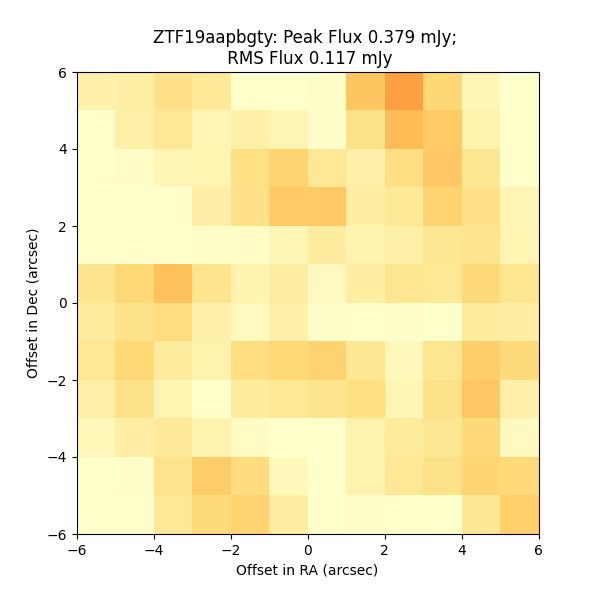 ZTF19aapbgty: Peak Flux 0.379 mJy;
RMS Flux 0.117 mJy
6
4
2
0
−2
−4
−6
Offset in Dec (arcsec)
−6 −4 −2 0 2 4 6
Offset in RA (arcsec)